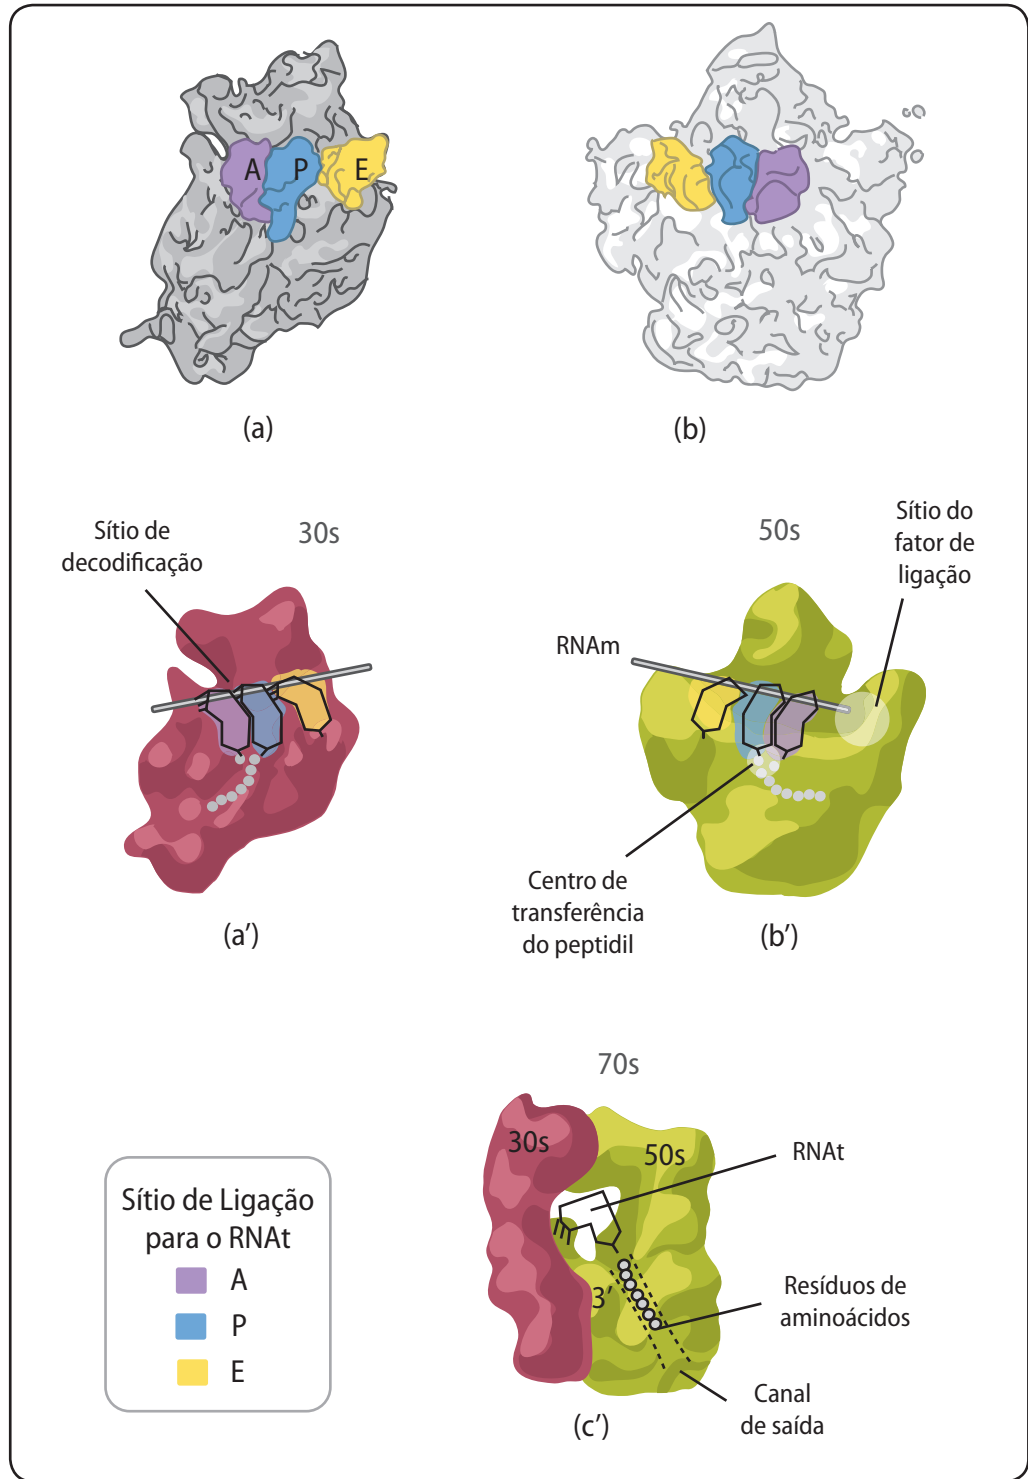 A
P
E
(a)
(b)
Sítio de
decodificação
30s
50s
Sítio do
fator de
ligação
RNAm
Centro de
transferência
do peptidil
(a')
(b')
70s
30s
50s
RNAt
3'
Resíduos de
aminoácidos
Canal
de saída
(c')
Sítio de Ligação
para o RNAt
A
P
E